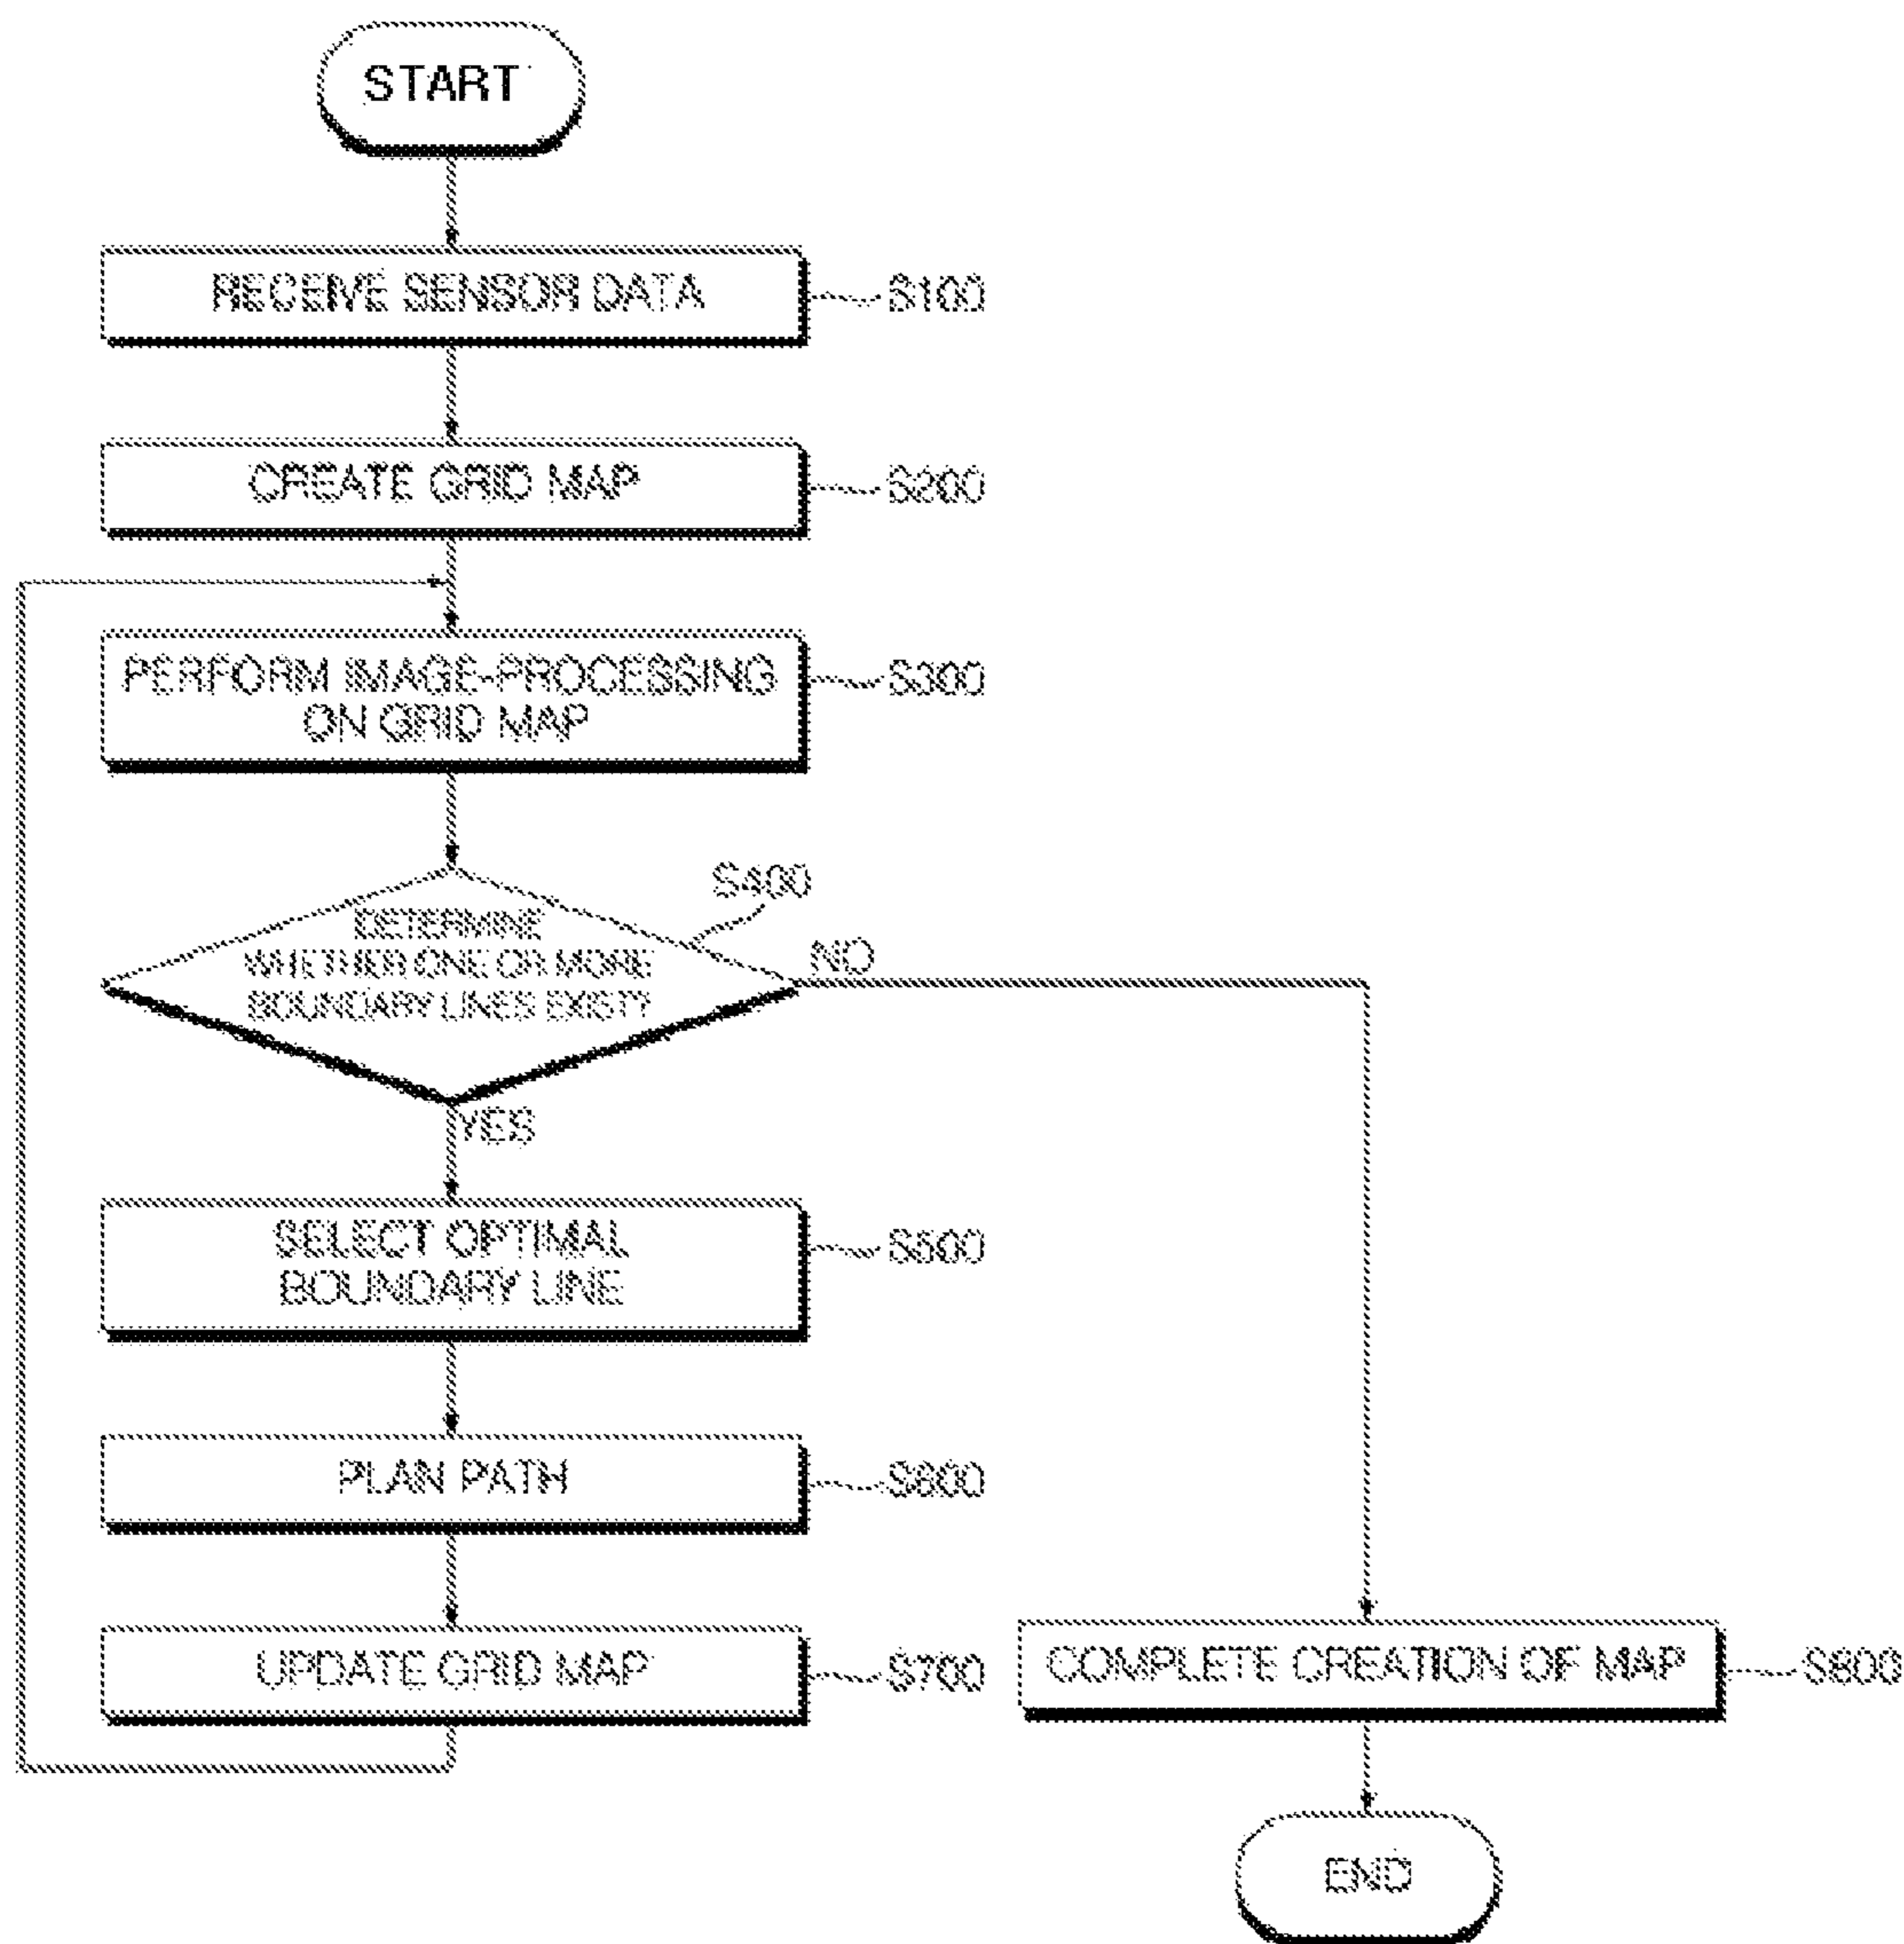 START
RECEIVE SENSOR DATA
S100
CREATE GRID MAP
S200
PERFORM IMAGE-PROCESSING
ON GRID MAP
S300
S400
DETERMINE
WHETHER ONE OR MORE
BOUNDARY LINES EXIST?
NO
YES
SELECT OPTIMAL
BOUNDARY LINE
S500
PLAN PATH
S600
UPDATE GRID MAP
S700
COMPLETE CREATION OF MAP
S800
END